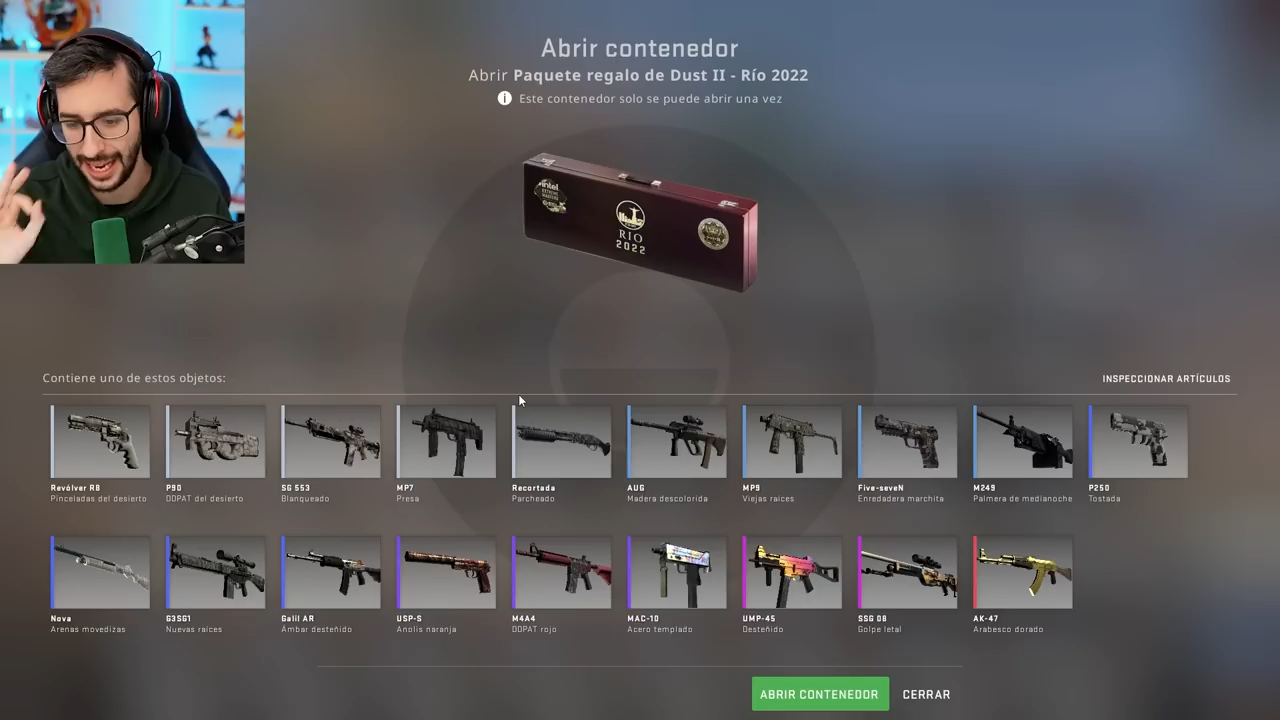 Abrir contenedor
Abrir Paquete regalo de Dust II - Río 2022
Este contenedor solo se puede abrir una vez
intel
RIO
2022
Contiene uno de estos objetos:
INSPECCIONAR ARTÍCULOS
Revólver R8
Pinceladas del desierto
P90
DDPAT del desierto
SG 553
Blanqueado
MP7
Presa
Recortada
Parcheado
AUG
Madera descolorida
MP9
Viejas raíces
Five-seveN
Enredadera marchita
M249
Palmera de medianoche
P250
Tostada
Nova
Arenas movedizas
G3SG1
Nuevas raíces
Galil AR
Ámbar desteñido
USP-S
Anolis naranja
M4A4
DDPAT rojo
MAC-10
Acero templado
UMP-45
Desteñido
SSG 08
Golpe letal
AK-47
Arabesco dorado
ABRIR CONTENEDOR
CERRAR